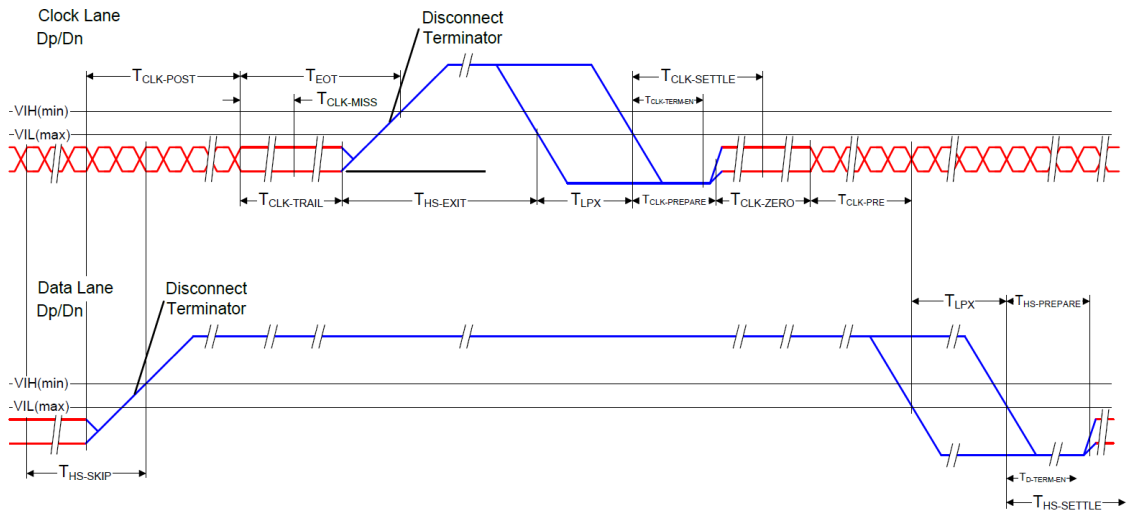 Clock Lane
Dp/Dn
Disconnect
Terminator
TCLK-POST
TEOT
TCLK-SETTLE
TCLK-MISS
TCLK-TERM-EN
VIH(min)
VIL(max)
TCLK-TRAIL
THS-EXIT
TLPX
TCLK-PREPARE
TCLK-ZERO
TCLK-PRE
Data Lane
Dp/Dn
Disconnect
Terminator
TLPX
THS-PREPARE
VIH(min)
VIL(max)
THS-SKIP
TD-TERM-EN
THS-SETTLE